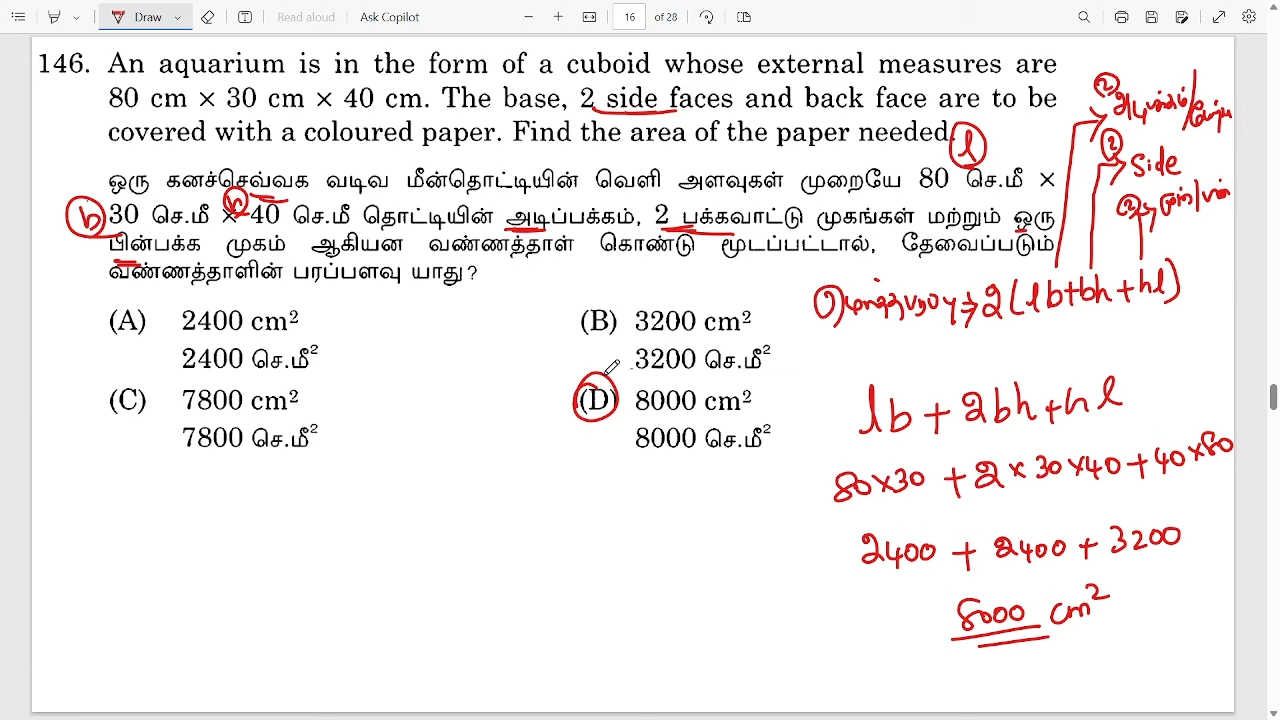 Draw
Read aloud
Ask Copilot
16 of 28
146. An aquarium is in the form of a cuboid whose external measures are
80 cm × 30 cm × 40 cm. The base, 2 side faces and back face are to be
covered with a coloured paper. Find the area of the paper needed.
ஒரு கனச்செவ்வக வடிவ மீன்தொட்டியின் வெளி அளவுகள் முறையே 80 செ.மீ ×
30 செ.மீ × 40 செ.மீ தொட்டியின் அடிப்பக்கம், 2 பக்கவாட்டு முகங்கள் மற்றும் ஒரு
பின்பக்க முகம் ஆகியன வண்ணத்தாள் கொண்டு மூடப்பட்டால், தேவைப்படும்
வண்ணத்தாளின் பரப்பளவு யாது?
(A) 2400 cm²
2400 செ.மீ²
(B) 3200 cm²
3200 செ.மீ²
(C) 7800 cm²
7800 செ.மீ²
(D) 8000 cm²
8000 செ.மீ²
l
b
h
②
② Side
②
⇒ 2(lb+bh+hl)
lb + 2bh + hl
80×30 + 2×30×40 + 40×80
2400 + 2400 + 3200
8000 cm²